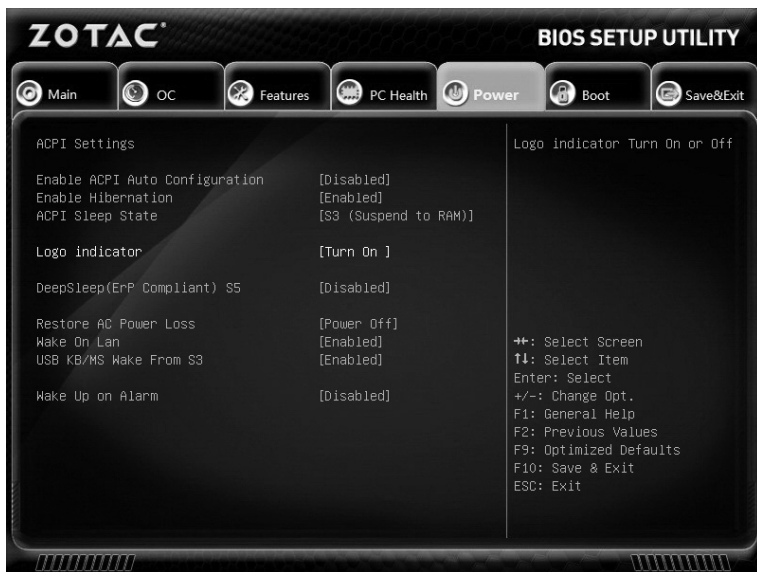 ZOTAC®
BIOS SETUP UTILITY
Main OC Features PC Health Power Boot Save&Exit
ACPI Settings
Enable ACPI Auto Configuration [Disabled]
Enable Hibernation [Enabled]
ACPI Sleep State [S3 (Suspend to RAM)]
Logo indicator [Turn On ]
DeepSleep(ErP Compliant) S5 [Disabled]
Restore AC Power Loss [Power Off]
Wake On Lan [Enabled]
USB KB/MS Wake From S3 [Enabled]
Wake Up on Alarm [Disabled]
Logo indicator Turn On or Off
→←: Select Screen
↑↓: Select Item
Enter: Select
+/-: Change Opt.
F1: General Help
F2: Previous Values
F9: Optimized Defaults
F10: Save & Exit
ESC: Exit